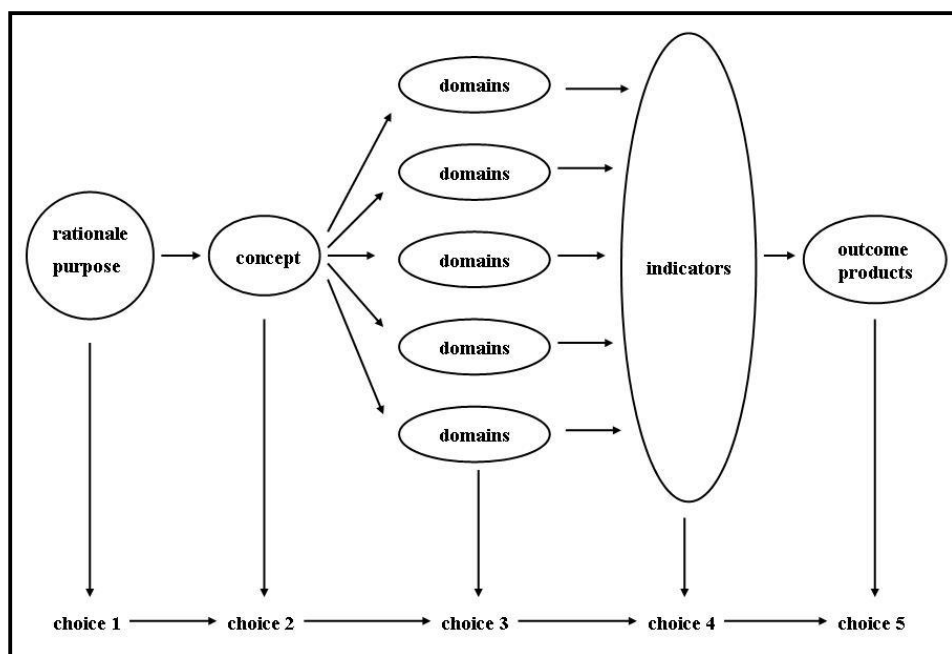 rationale
purpose
concept
domains
domains
domains
domains
domains
indicators
outcome
products
choice 1
choice 2
choice 3
choice 4
choice 5